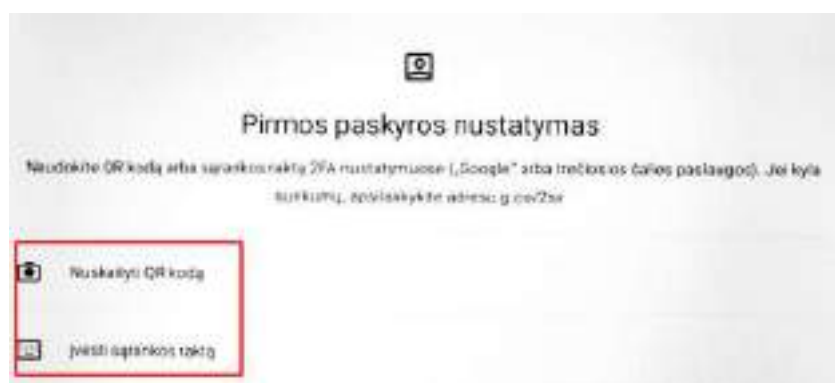 Pirmos paskyros nustatymas
Naudokite QR kodą arba sąrankos raktą 2FA nustatymuose („Google“ arba trečiosios šalies paslaugos). Jei kyla
sunkumų, apsilankykite adresu g.co/2sv
Nuskaityti QR kodą
Įvesti sąrankos raktą